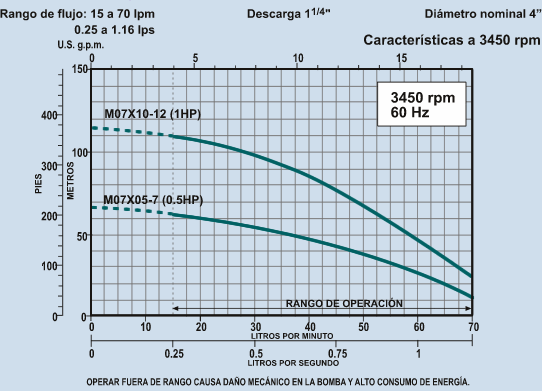 Rango de flujo: 15 a 70 lpm
Descarga 1 1/4"
Diámetro nominal 4"
0.25 a 1.16 lps
U.S. g.p.m.
Características a 3450 rpm
0 5 10 15
150
3450 rpm
60 Hz
M07X10-12 (1HP)
400
100
300
PIES
METROS
M07X05-7 (0.5HP)
200
50
100
RANGO DE OPERACIÓN
0 0
0 10 20 30 40 50 60 70
LITROS POR MINUTO
0 0.25 0.5 0.75 1
LITROS POR SEGUNDO
OPERAR FUERA DE RANGO CAUSA DAÑO MECÁNICO EN LA BOMBA Y ALTO CONSUMO DE ENERGÍA.